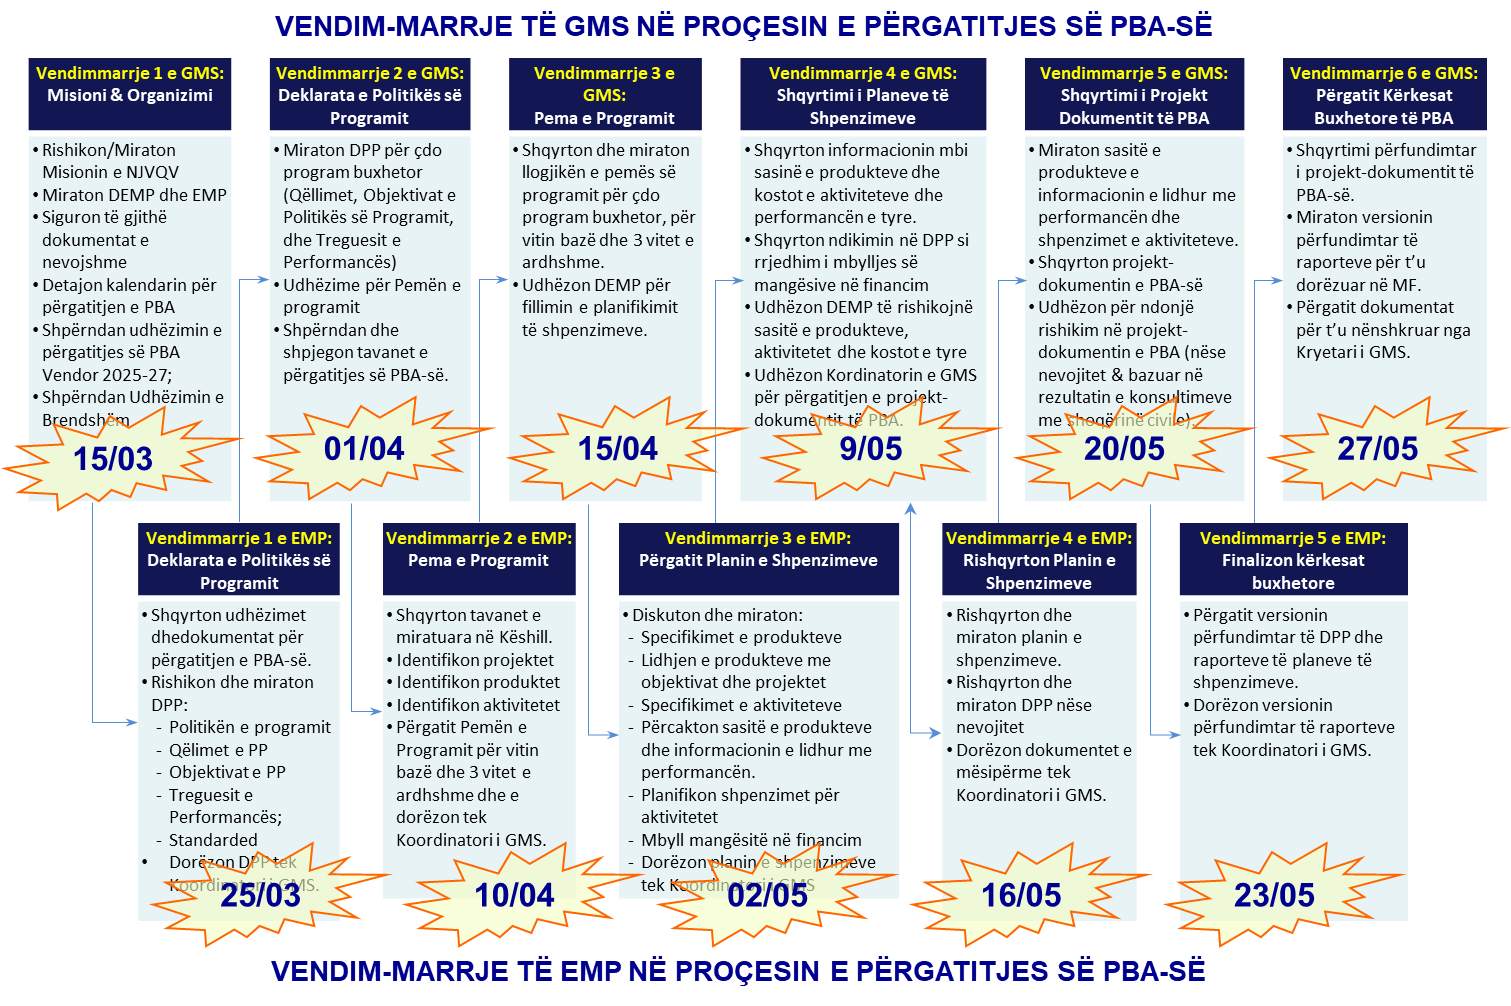 VENDIM-MARRJE TË GMS NË PROÇESIN E PËRGATITJES SË PBA-SË
Vendimmarrje 1 e GMS:
Misioni & Organizimi
• Rishikon/Miraton
Misionin e NJVQV
• Miraton DEMP dhe EMP
• Siguron të gjithë
dokumentat e
nevojshme
• Detajon kalendarin për
përgatitjen e PBA
• Shpërndan udhëzimin e
përgatitjes së PBA
Vendor 2025-27;
• Shpërndan Udhëzimin e
Brendshëm
15/03
Vendimmarrje 2 e GMS:
Deklarata e Politikës së
Programit
• Miraton DPP për çdo
program buxhetor
(Qëllimet, Objektivat e
Politikës së Programit,
dhe Treguesit e
Performancës)
• Udhëzime për Pemën e
programit
• Shpërndan dhe
shpjegon tavanet e
përgatitjes së PBA-së.
01/04
Vendimmarrje 3 e
GMS:
Pema e Programit
• Shqyrton dhe miraton
llogjikën e pemës së
programit për çdo
program buxhetor, për
vitin bazë dhe 3 vitet e
ardhshme.
• Udhëzon DEMP për
fillimin e planifikimit
të shpenzimeve.
15/04
Vendimmarrje 4 e GMS:
Shqyrtimi i Planeve të
Shpenzimeve
• Shqyrton informacionin mbi
sasinë e produkteve dhe
kostot e aktiviteteve dhe
performancën e tyre.
• Shqyrton ndikimin në DPP si
rrjedhim i mbylljes së
mangësive në financim
• Udhëzon DEMP të rishikojnë
sasitë e produkteve,
aktivitetet dhe kostot e tyre
• Udhëzon Kordinatorin e GMS
për përgatitjen e projekt-
dokumentit të PBA.
9/05
Vendimmarrje 5 e GMS:
Shqyrtimi i Projekt
Dokumentit të PBA
• Miraton sasitë e
produkteve e
informacionin e lidhur me
performancën dhe
shpenzimet e aktiviteteve.
• Shqyrton projekt-
dokumentin e PBA-së
• Udhëzon për ndonjë
rishikim në projekt-
dokumentin e PBA (nëse
nevojitet & bazuar në
rezultatin e konsultimeve
me shoqërinë civile).
20/05
Vendimmarrje 6 e GMS:
Përgatit Kërkesat
Buxhetore të PBA
• Shqyrtimi përfundimtar
i projekt-dokumentit të
PBA-së.
• Miraton versionin
përfundimtar të
raporteve për t’u
dorëzuar në MF.
• Përgatit dokumentat
për t’u nënshkruar nga
Kryetari i GMS.
27/05
Vendimmarrje 1 e EMP:
Deklarata e Politikës së
Programit
• Shqyrton udhëzimet
dhedokumentat për
përgatitjen e PBA-së.
• Rishikon dhe miraton
DPP:
- Politikën e programit
- Qëlimet e PP
- Objektivat e PP
- Treguesit e
Performancës;
- Standarded
• Dorëzon DPP tek
Koordinatori i GMS.
25/03
Vendimmarrje 2 e EMP:
Pema e Programit
• Shqyrton tavanet e
miratuara në Këshill.
• Identifikon projektet
• Identifikon produktet
• Identifikon aktivitetet
• Përgatit Pemën e
Programit për vitin
bazë dhe 3 vitet e
ardhshme dhe e
dorëzon tek
Koordinatori i GMS.
10/04
Vendimmarrje 3 e EMP:
Përgatit Planin e Shpenzimeve
• Diskuton dhe miraton:
- Specifikimet e produkteve
- Lidhjen e produkteve me
objektivat dhe projektet
- Specifikimet e aktiviteteve
- Përcakton sasitë e produkteve
dhe informacionin e lidhur me
performancën.
- Planifikon shpenzimet për
aktivitetet
- Mbyll mangësitë në financim
- Dorëzon planin e shpenzimeve
tek Koordinatori i GMS
02/05
Vendimmarrje 4 e EMP:
Rishqyrton Planin e
Shpenzimeve
• Rishqyrton dhe
miraton planin e
shpenzimeve.
• Rishqyrton dhe
miraton DPP nëse
nevojitet
• Dorëzon dokumentet e
mësipërme tek
Koordinatori i GMS.
16/05
Vendimmarrje 5 e EMP:
Finalizon kërkesat
buxhetore
• Përgatit versionin
përfundimtar të DPP dhe
raporteve të planeve të
shpenzimeve.
• Dorëzon versionin
përfundimtar të raporteve
tek Koordinatori i GMS.
23/05
VENDIM-MARRJE TË EMP NË PROÇESIN E PËRGATITJES SË PBA-SË